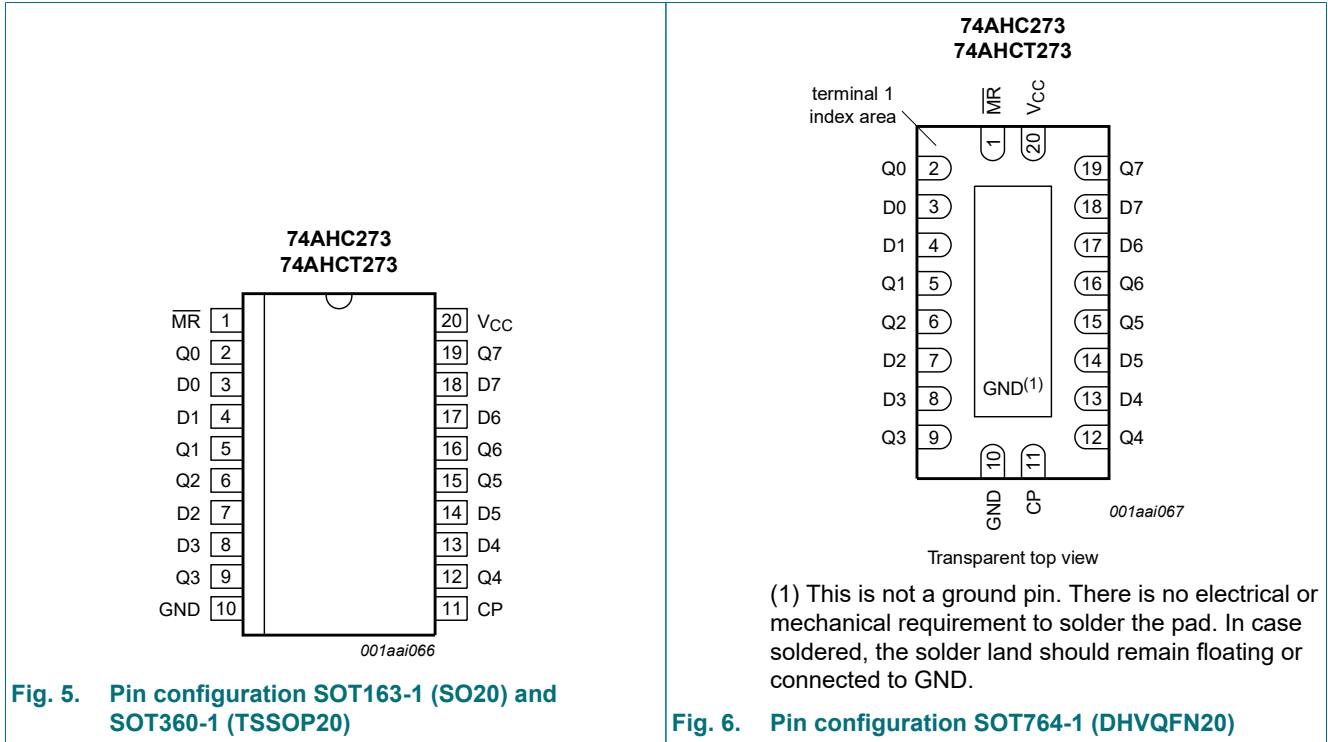 74AHC273
74AHCT273
MR 1
Q0 2
D0 3
D1 4
Q1 5
Q2 6
D2 7
D3 8
Q3 9
GND 10
20 VCC
19 Q7
18 D7
17 D6
16 Q6
15 Q5
14 D5
13 D4
12 Q4
11 CP
001aai066
Fig. 5. Pin configuration SOT163-1 (SO20) and
SOT360-1 (TSSOP20)
74AHC273
74AHCT273
terminal 1
index area
MR
VCC
1
20
Q0 2
D0 3
D1 4
Q1 5
Q2 6
D2 7
D3 8
Q3 9
19 Q7
18 D7
17 D6
16 Q6
15 Q5
14 D5
13 D4
12 Q4
GND(1)
10
11
GND
CP
001aai067
Transparent top view
(1) This is not a ground pin. There is no electrical or
mechanical requirement to solder the pad. In case
soldered, the solder land should remain floating or
connected to GND.
Fig. 6. Pin configuration SOT764-1 (DHVQFN20)